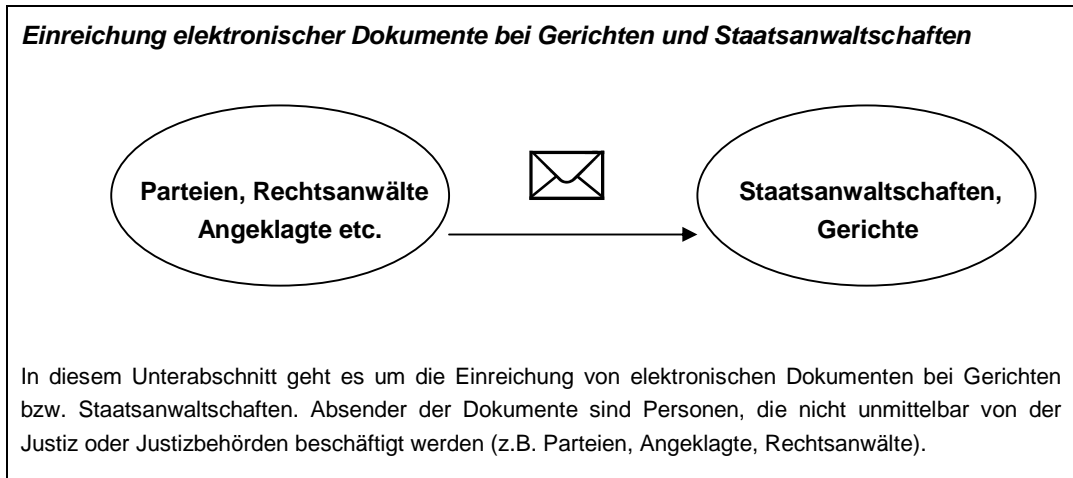 Einreichung elektronischer Dokumente bei Gerichten und Staatsanwaltschaften
Parteien, Rechtsanwälte
Angeklagte etc.
Staatsanwaltschaften,
Gerichte
In diesem Unterabschnitt geht es um die Einreichung von elektronischen Dokumenten bei Gerichten
bzw. Staatsanwaltschaften. Absender der Dokumente sind Personen, die nicht unmittelbar von der
Justiz oder Justizbehörden beschäftigt werden (z.B. Parteien, Angeklagte, Rechtsanwälte).